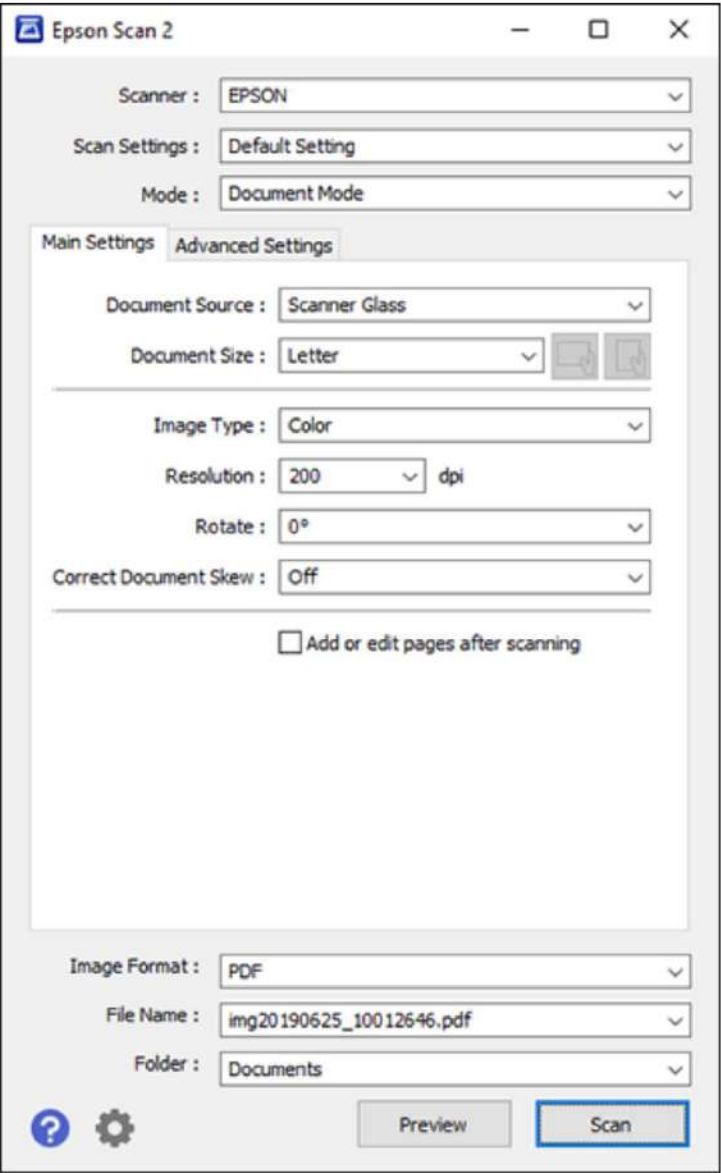 Epson Scan 2
Scanner : EPSON
Scan Settings : Default Setting
Mode : Document Mode
Main Settings Advanced Settings
Document Source : Scanner Glass
Document Size : Letter
Image Type : Color
Resolution : 200 dpi
Rotate : 0°
Correct Document Skew : Off
Add or edit pages after scanning
Image Format : PDF
File Name : img20190625_10012646.pdf
Folder : Documents
? Preview Scan